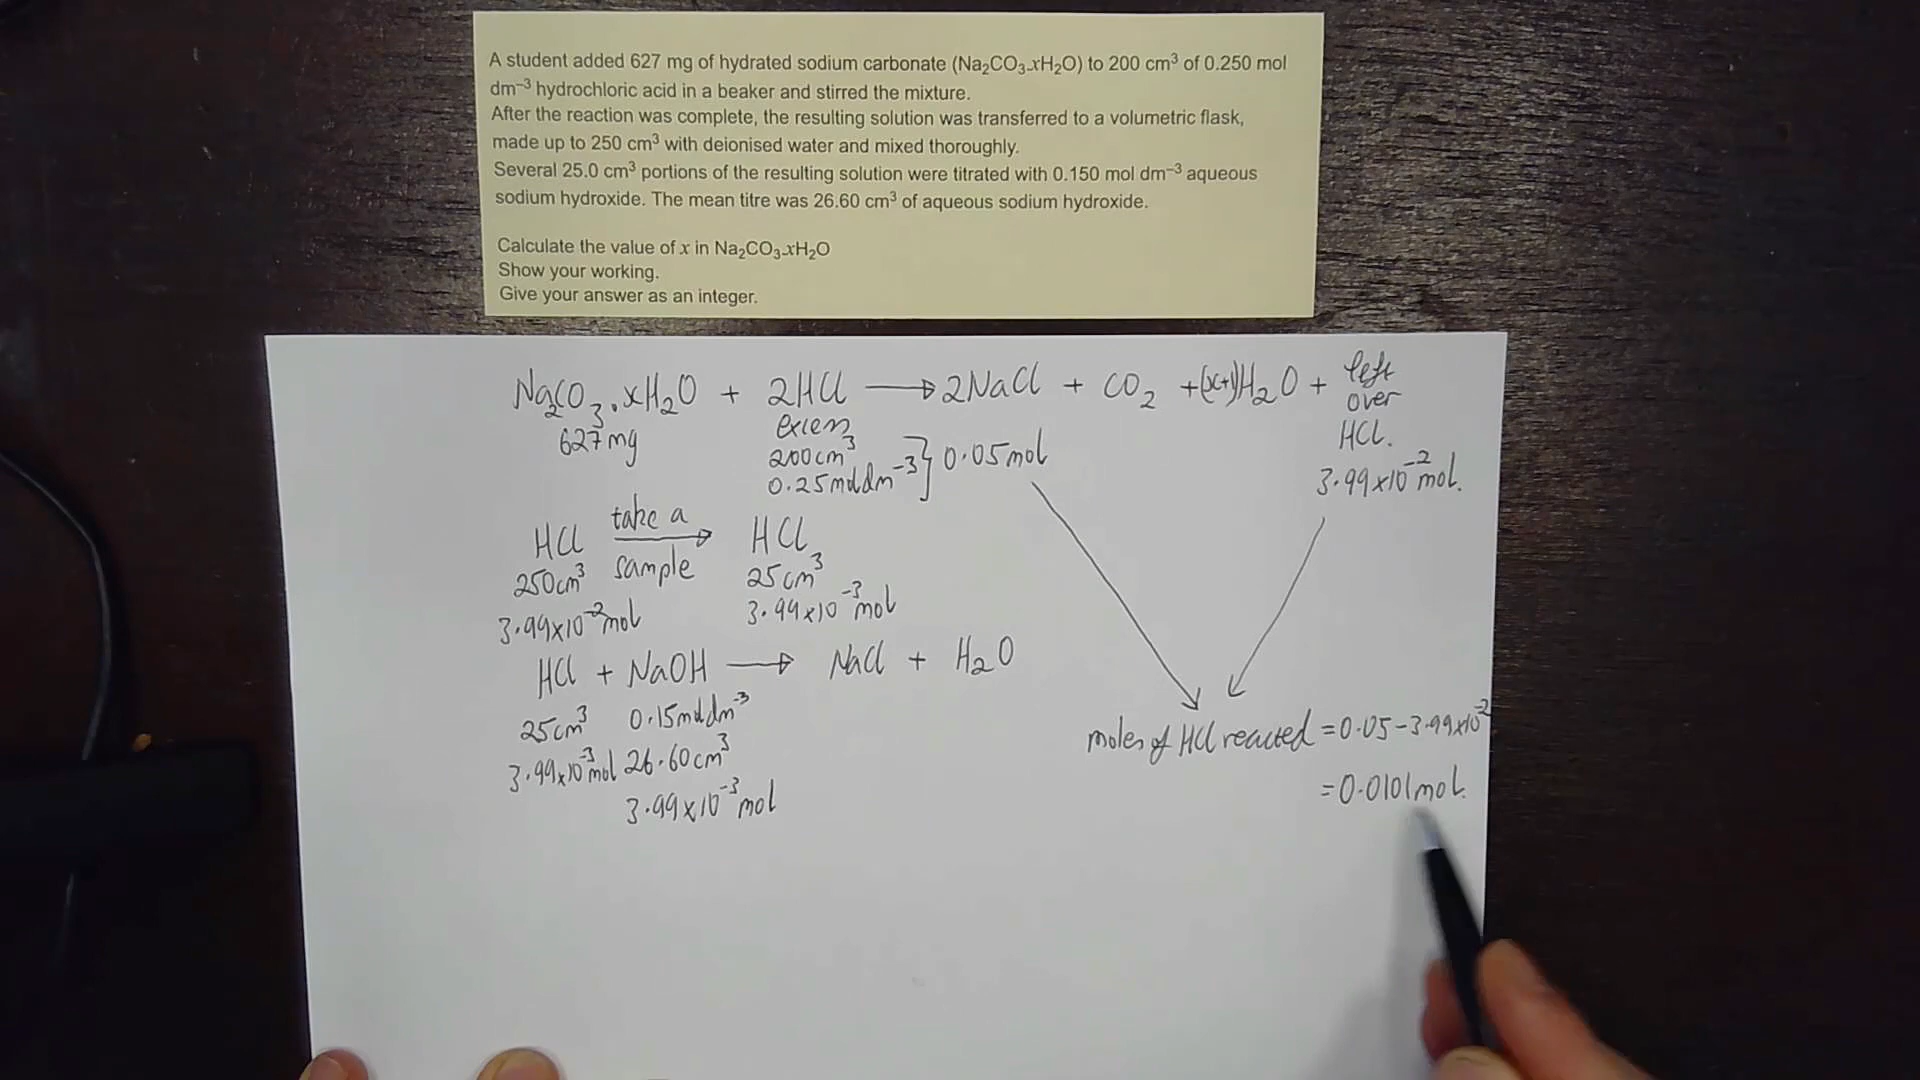 A student added 627 mg of hydrated sodium carbonate (Na₂CO₃.xH₂O) to 200 cm³ of 0.250 mol
dm⁻³ hydrochloric acid in a beaker and stirred the mixture.
After the reaction was complete, the resulting solution was transferred to a volumetric flask,
made up to 250 cm³ with deionised water and mixed thoroughly.
Several 25.0 cm³ portions of the resulting solution were titrated with 0.150 mol dm⁻³ aqueous
sodium hydroxide. The mean titre was 26.60 cm³ of aqueous sodium hydroxide.
Calculate the value of x in Na₂CO₃.xH₂O
Show your working.
Give your answer as an integer.
Na₂CO₃.xH₂O + 2HCl → 2NaCl + CO₂ + (x+1)H₂O + left
over
HCl.
3.99x10⁻² mol.
627mg
excess
200cm³
0.25moldm⁻³ } 0.05mol
HCl take a → HCl
sample
250cm³ 25cm³
3.99x10⁻² mol 3.99x10⁻³ mol
HCl + NaOH → NaCl + H₂O
25cm³ 0.15moldm⁻³
3.99x10⁻³ mol 26.60cm³
3.99x10⁻³ mol
moles of HCl reacted = 0.05 - 3.99x10⁻²
= 0.0101mol.